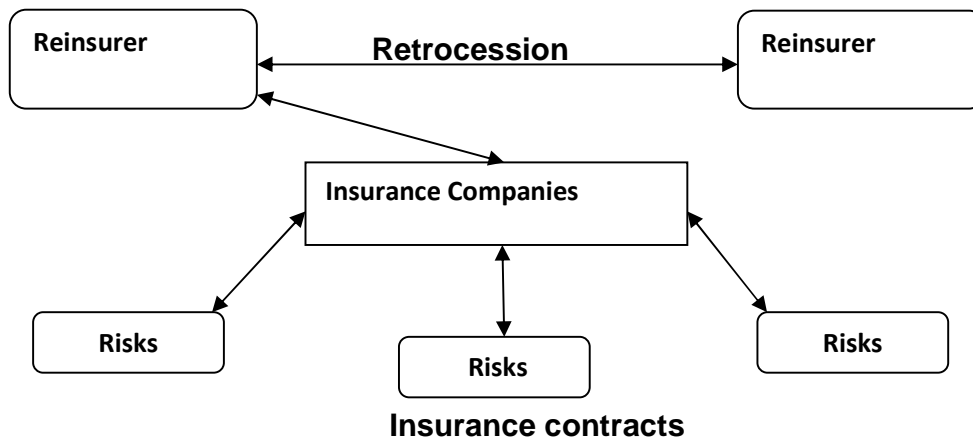 Reinsurer
Retrocession
Reinsurer
Insurance Companies
Risks
Risks
Risks
Insurance contracts